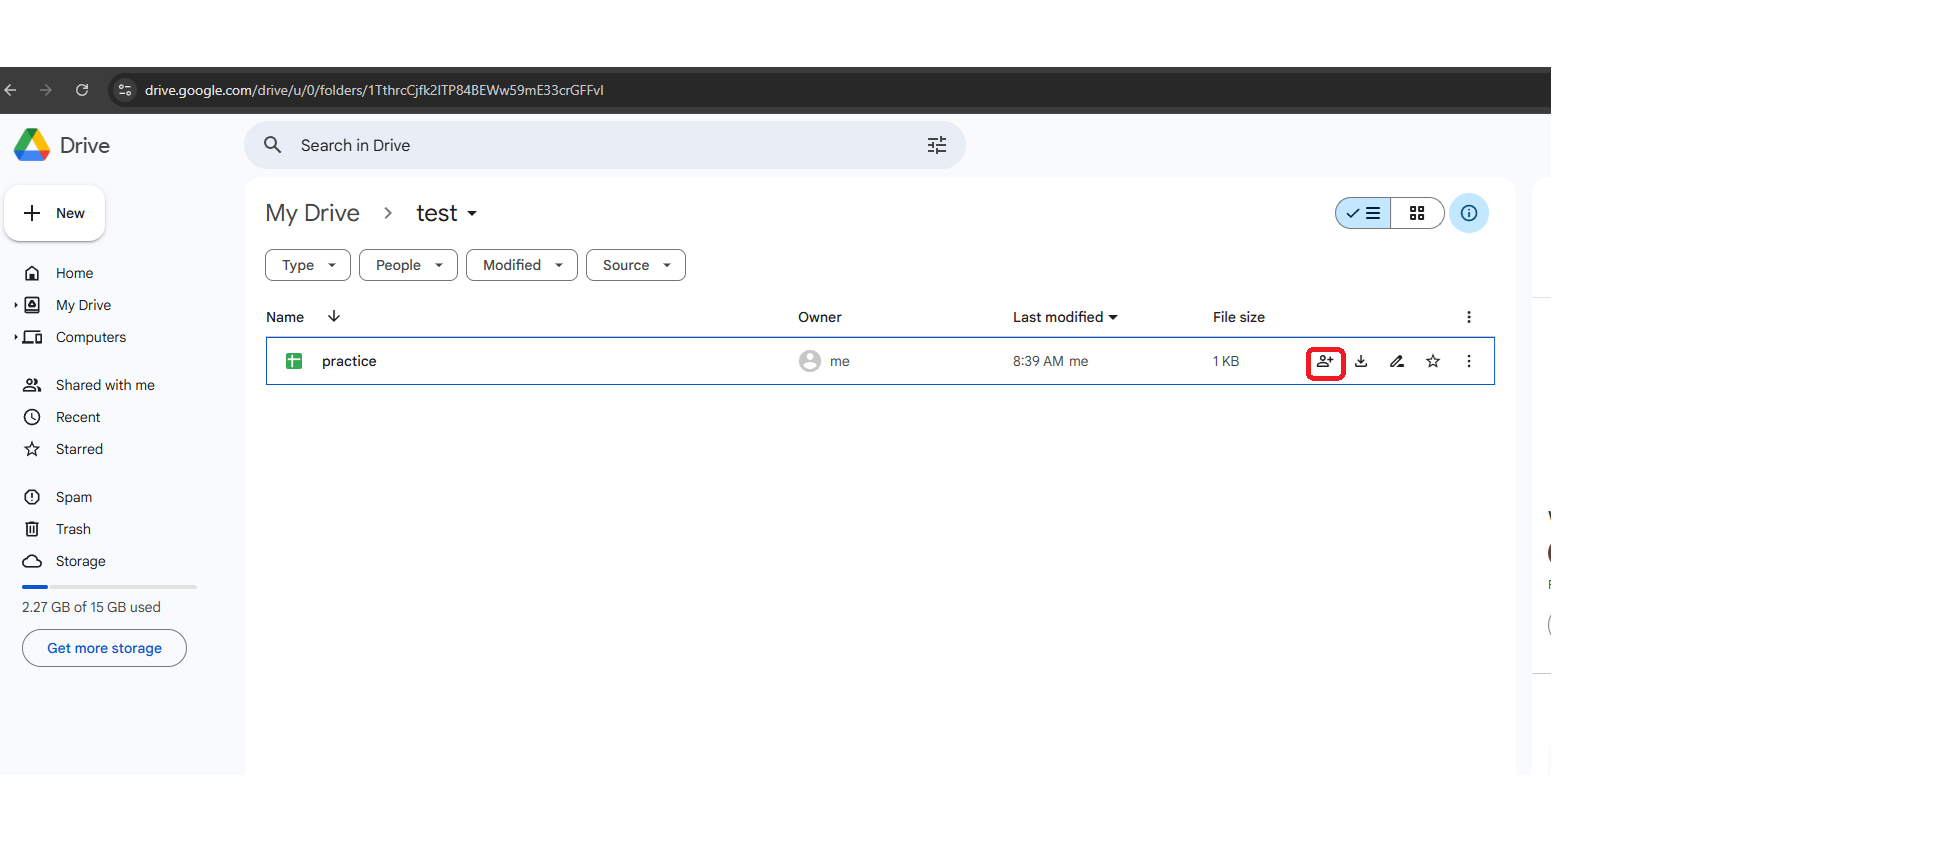 drive.google.com/drive/u/0/folders/1TthrcCjfk2ITP84BEWw59mE33crGFFvI
Drive
Search in Drive
New
My Drive > test
Type People Modified Source
Home
My Drive
Computers
Shared with me
Recent
Starred
Spam
Trash
Storage
2.27 GB of 15 GB used
Get more storage
Name Owner Last modified File size
practice me 8:39 AM me 1 KB